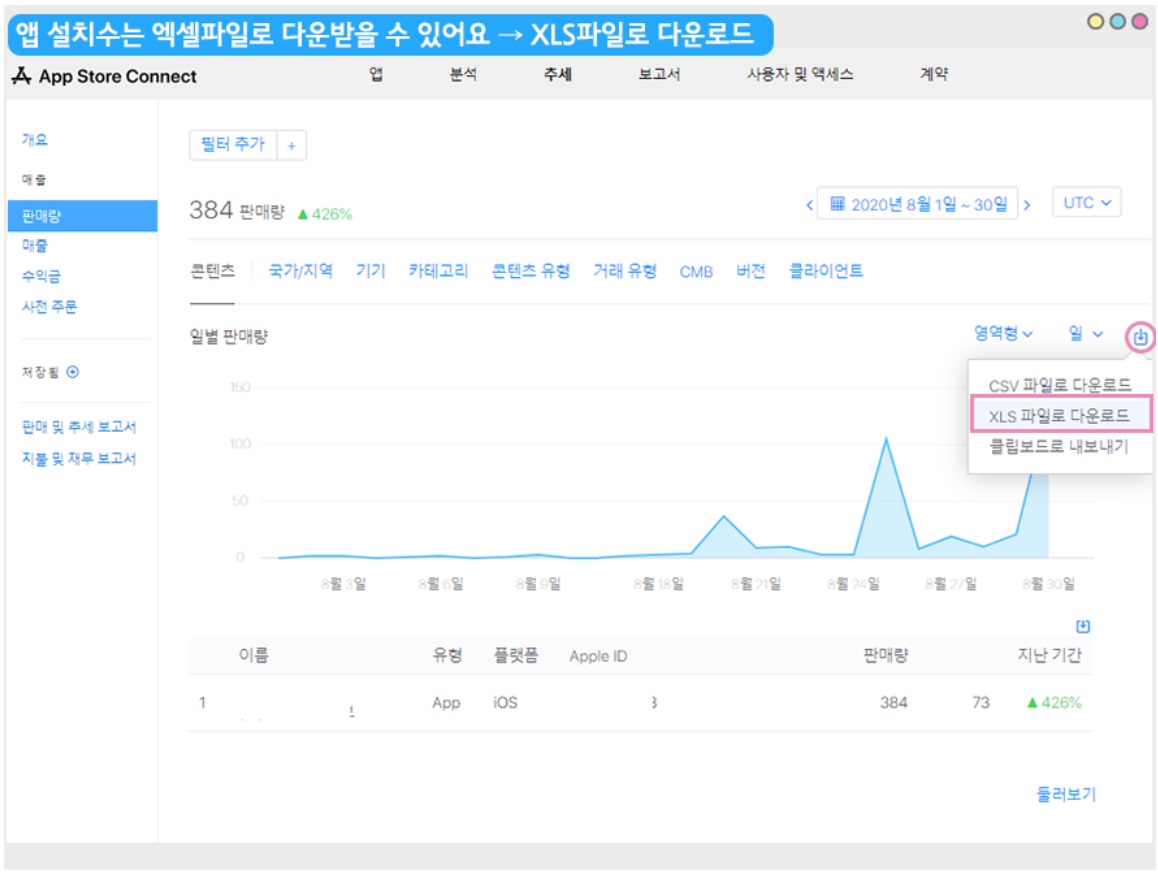 앱 설치수는 엑셀파일로 다운받을 수 있어요 → XLS파일로 다운로드
App Store Connect 앱 분석 추세 보고서 사용자 및 액세스 계약
개요
매출
판매량
매출
수익금
사전 주문
저장됨
판매 및 추세 보고서
지불 및 재무 보고서
필터 추가 +
384 판매량 ▲426%
< 2020년 8월 1일 ~ 30일 > UTC
콘텐츠 국가/지역 기기 카테고리 콘텐츠 유형 거래 유형 CMB 버전 클라이언트
일별 판매량 영역형 일
CSV 파일로 다운로드
XLS 파일로 다운로드
클립보드로 내보내기
150
100
50
0
8월 3일 8월 6일 8월 9일 8월 18일 8월 21일 8월 24일 8월 27일 8월 30일
이름 유형 플랫폼 Apple ID 판매량 지난 기간
1 App iOS 384 73 ▲426%
둘러보기